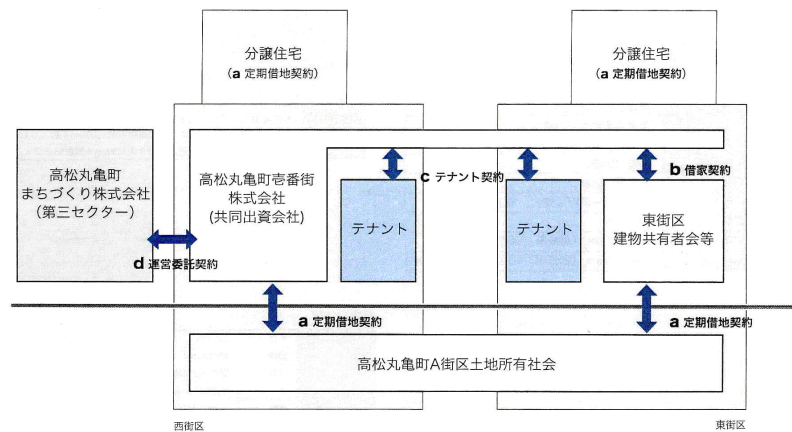 分譲住宅
（a 定期借地契約）
分譲住宅
（a 定期借地契約）
高松丸亀町
まちづくり株式会社
（第三セクター）
高松丸亀町壱番街
株式会社
(共同出資会社)
c テナント契約
b 借家契約
テナント
テナント
東街区
建物共有者会等
d 運営委託契約
a 定期借地契約
a 定期借地契約
高松丸亀町A街区土地所有社会
西街区
東街区